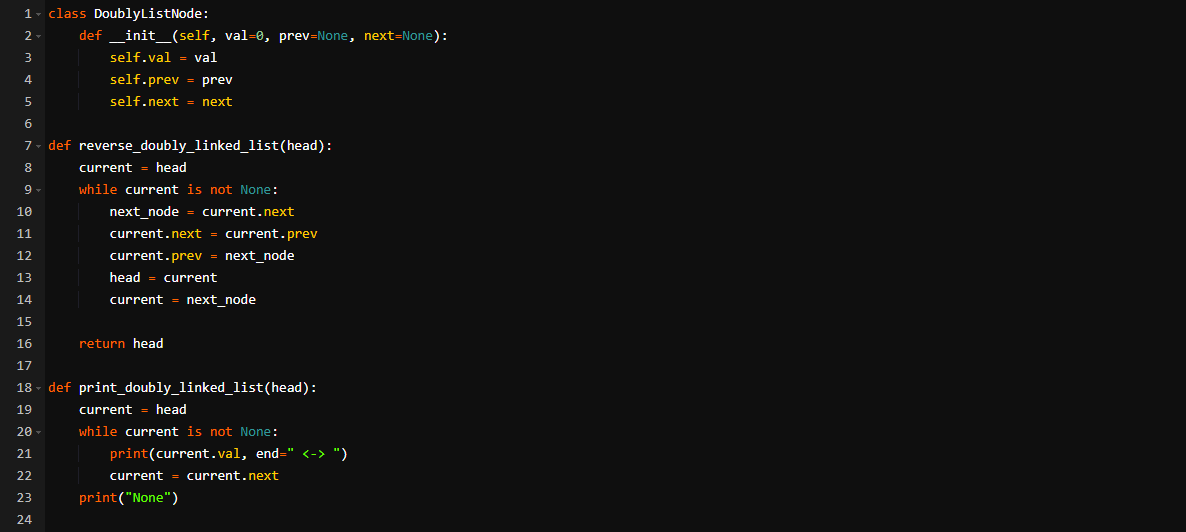 1 class DoublyListNode:
2     def __init__(self, val=0, prev=None, next=None):
3         self.val = val
4         self.prev = prev
5         self.next = next
6
7 def reverse_doubly_linked_list(head):
8     current = head
9     while current is not None:
10         next_node = current.next
11         current.next = current.prev
12         current.prev = next_node
13         head = current
14         current = next_node
15
16     return head
17
18 def print_doubly_linked_list(head):
19     current = head
20     while current is not None:
21         print(current.val, end=" <-> ")
22         current = current.next
23     print("None")
24